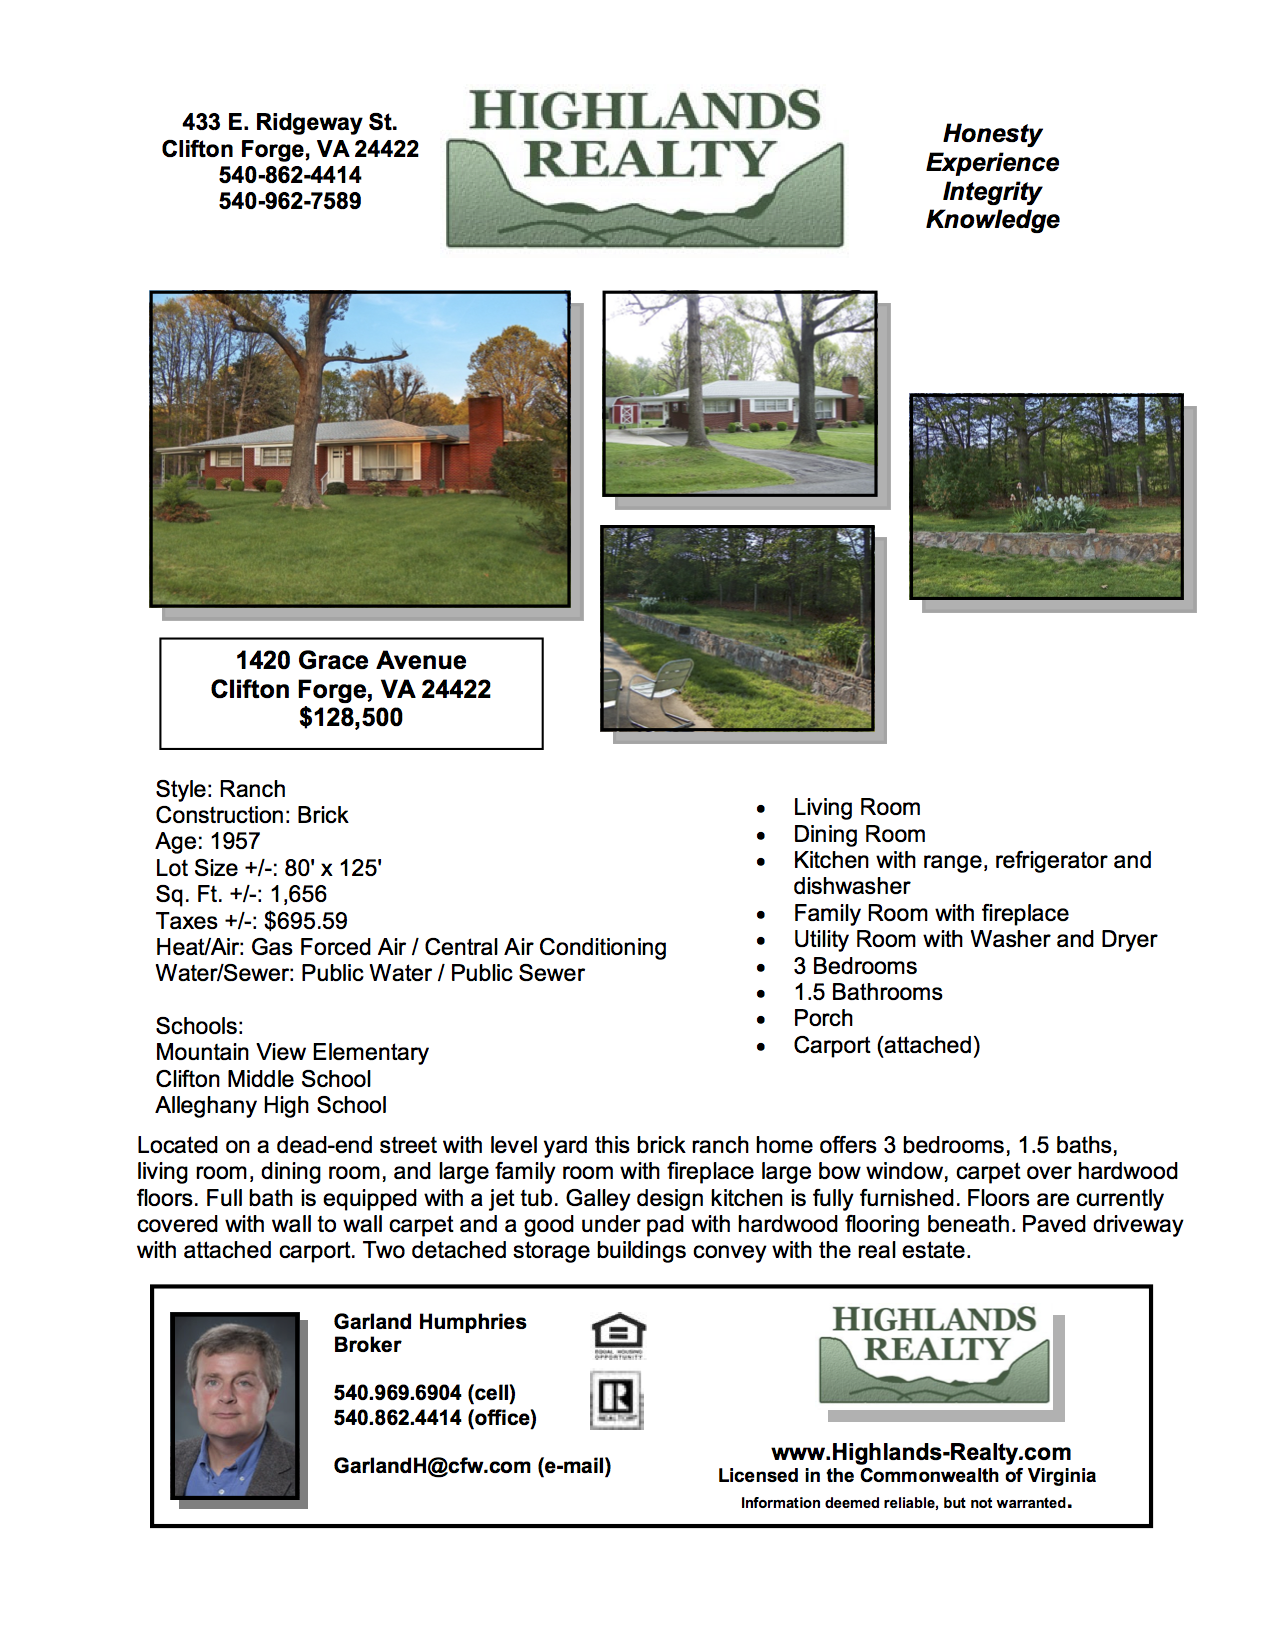 433 E. Ridgeway St.
Clifton Forge, VA 24422
540-862-4414
540-962-7589
HIGHLANDS
REALTY
Honesty
Experience
Integrity
Knowledge
1420 Grace Avenue
Clifton Forge, VA 24422
$128,500
Style: Ranch
Construction: Brick
Age: 1957
Lot Size +/-: 80' x 125'
Sq. Ft. +/-: 1,656
Taxes +/-: $695.59
Heat/Air: Gas Forced Air / Central Air Conditioning
Water/Sewer: Public Water / Public Sewer
Schools:
Mountain View Elementary
Clifton Middle School
Alleghany High School
• Living Room
• Dining Room
• Kitchen with range, refrigerator and
dishwasher
• Family Room with fireplace
• Utility Room with Washer and Dryer
• 3 Bedrooms
• 1.5 Bathrooms
• Porch
• Carport (attached)
Located on a dead-end street with level yard this brick ranch home offers 3 bedrooms, 1.5 baths,
living room, dining room, and large family room with fireplace large bow window, carpet over hardwood
floors. Full bath is equipped with a jet tub. Galley design kitchen is fully furnished. Floors are currently
covered with wall to wall carpet and a good under pad with hardwood flooring beneath. Paved driveway
with attached carport. Two detached storage buildings convey with the real estate.
Garland Humphries
Broker
540.969.6904 (cell)
540.862.4414 (office)
GarlandH@cfw.com (e-mail)
EQUAL HOUSING
OPPORTUNITY
R
REALTOR
HIGHLANDS
REALTY
www.Highlands-Realty.com
Licensed in the Commonwealth of Virginia
Information deemed reliable, but not warranted.